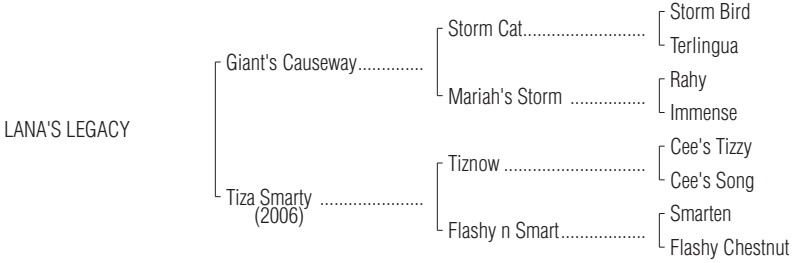 Storm Bird
Storm Cat..........................
Terlingua
Giant's Causeway..............
Rahy
Mariah's Storm ................
Immense
LANA'S LEGACY
Cee's Tizzy
Tiznow ..............................
Cee's Song
Tiza Smarty ......................
(2006)
Smarten
Flashy n Smart..................
Flashy Chestnut